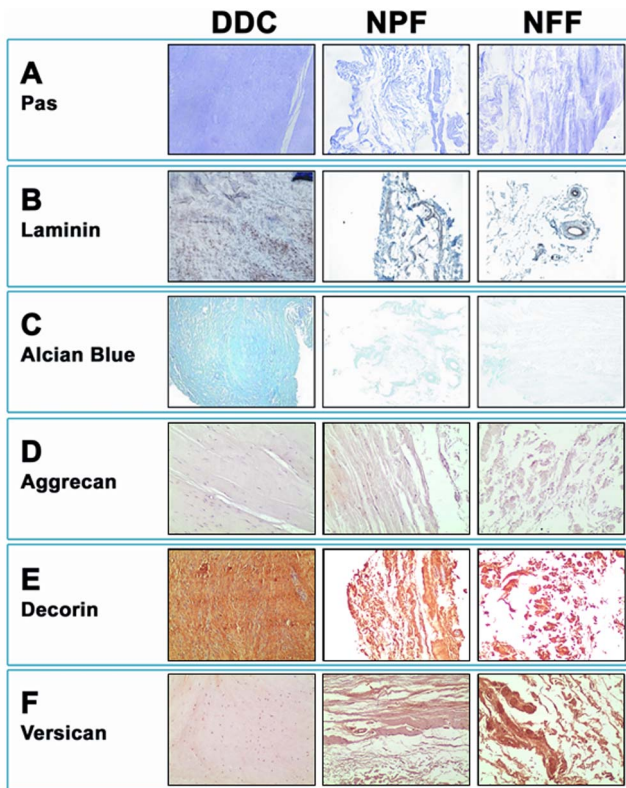 DDC NPF NFF
A
Pas
B
Laminin
C
Alcian Blue
D
Aggrecan
E
Decorin
F
Versican